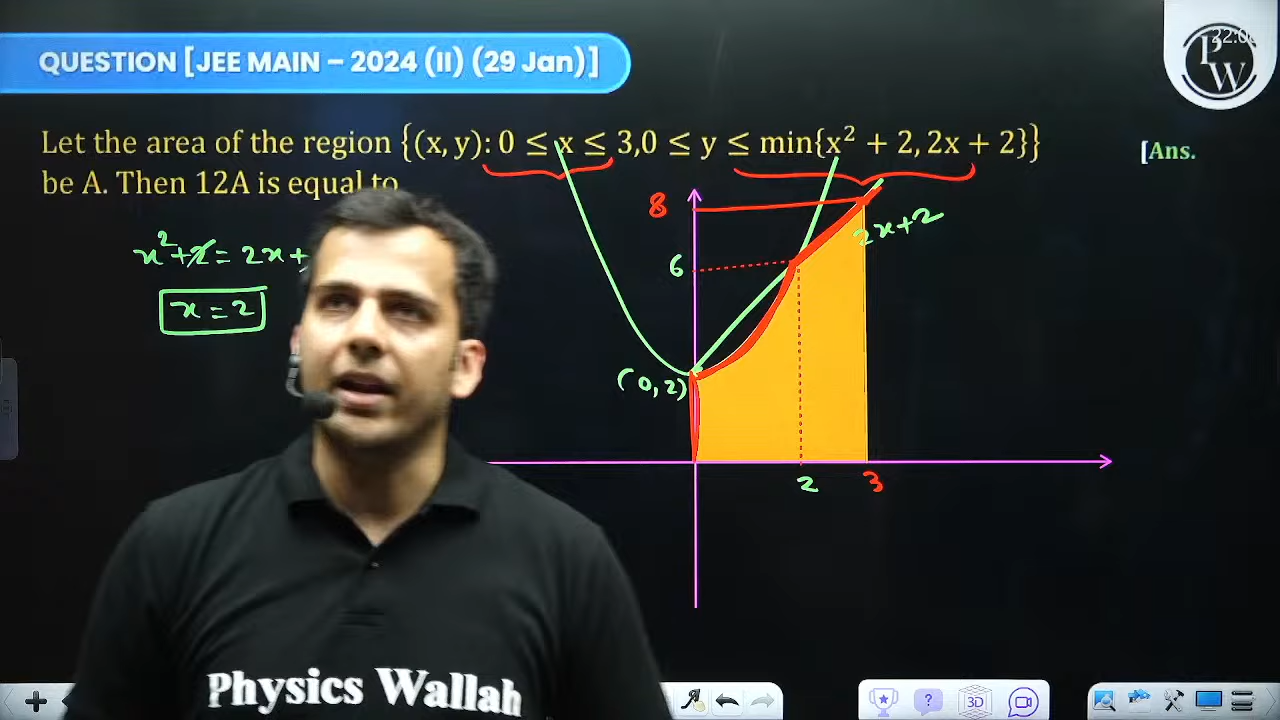 QUESTION [JEE MAIN – 2024 (II) (29 Jan)]
Let the area of the region {(x, y): 0 ≤ x ≤ 3,0 ≤ y ≤ min{x² + 2, 2x + 2}}
be A. Then 12A is equal to
[Ans.
x²+2=2x+
x=2
8
6
(0,2)
2x+2
2
3
PW
Physics Wallah
3D